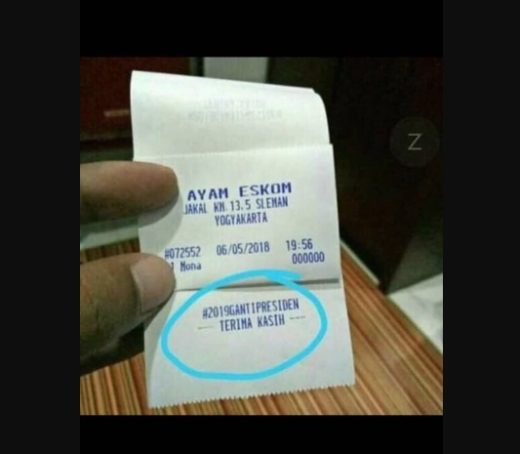 AYAM ESKOM
JAKAL KM.13.5 SLEMAN
YOGYAKARTA
#072552 06/05/2018 19:56
Mona 000000
#2019GANTIPRESIDEN
--- TERIMA KASIH ---
Z